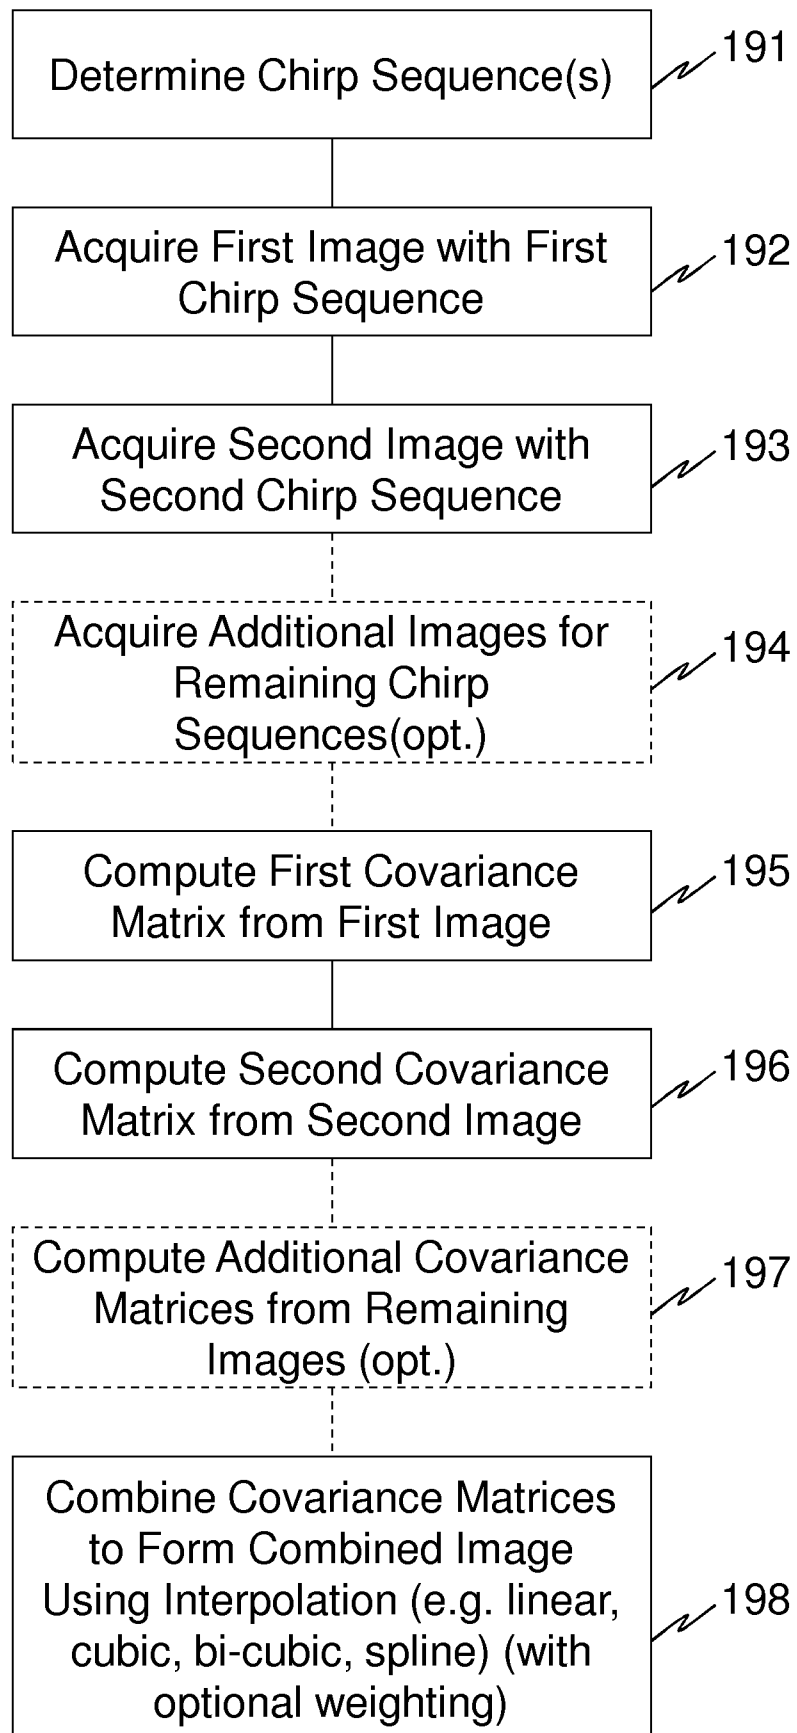 Determine Chirp Sequence(s)
191
Acquire First Image with First
Chirp Sequence
192
Acquire Second Image with
Second Chirp Sequence
193
Acquire Additional Images for
Remaining Chirp
Sequences(opt.)
194
Compute First Covariance
Matrix from First Image
195
Compute Second Covariance
Matrix from Second Image
196
Compute Additional Covariance
Matrices from Remaining
Images (opt.)
197
Combine Covariance Matrices
to Form Combined Image
Using Interpolation (e.g. linear,
cubic, bi-cubic, spline) (with
optional weighting)
198